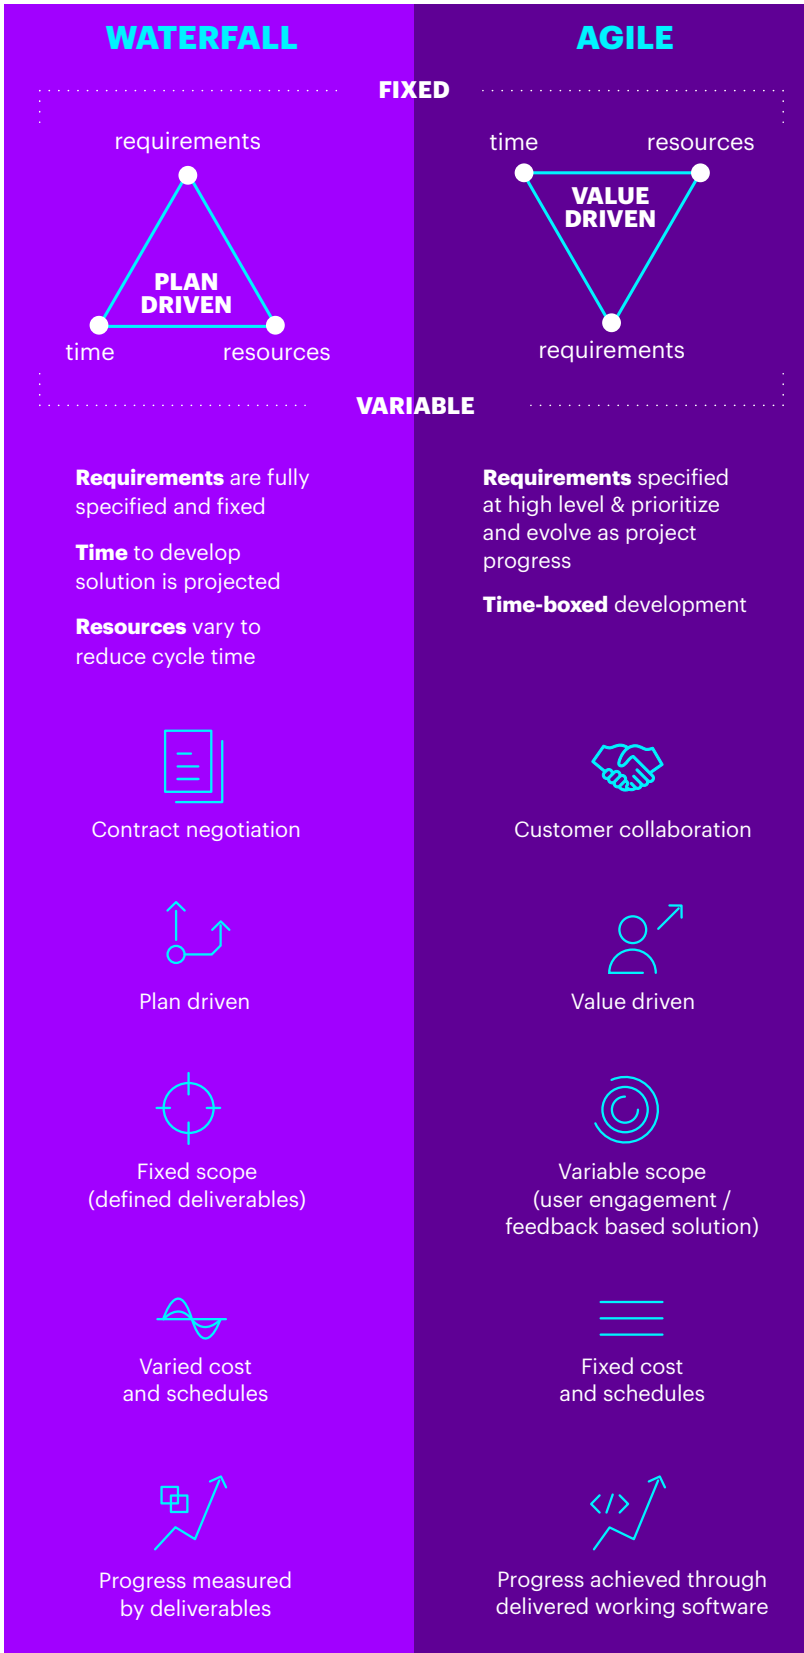 WATERFALL
AGILE
FIXED
requirements
PLAN
DRIVEN
time
resources
time
resources
VALUE
DRIVEN
requirements
VARIABLE
Requirements are fully
specified and fixed
Time to develop
solution is projected
Resources vary to
reduce cycle time
Requirements specified
at high level & prioritize
and evolve as project
progress
Time-boxed development
Contract negotiation
Customer collaboration
Plan driven
Value driven
Fixed scope
(defined deliverables)
Variable scope
(user engagement /
feedback based solution)
Varied cost
and schedules
Fixed cost
and schedules
Progress measured
by deliverables
Progress achieved through
delivered working software